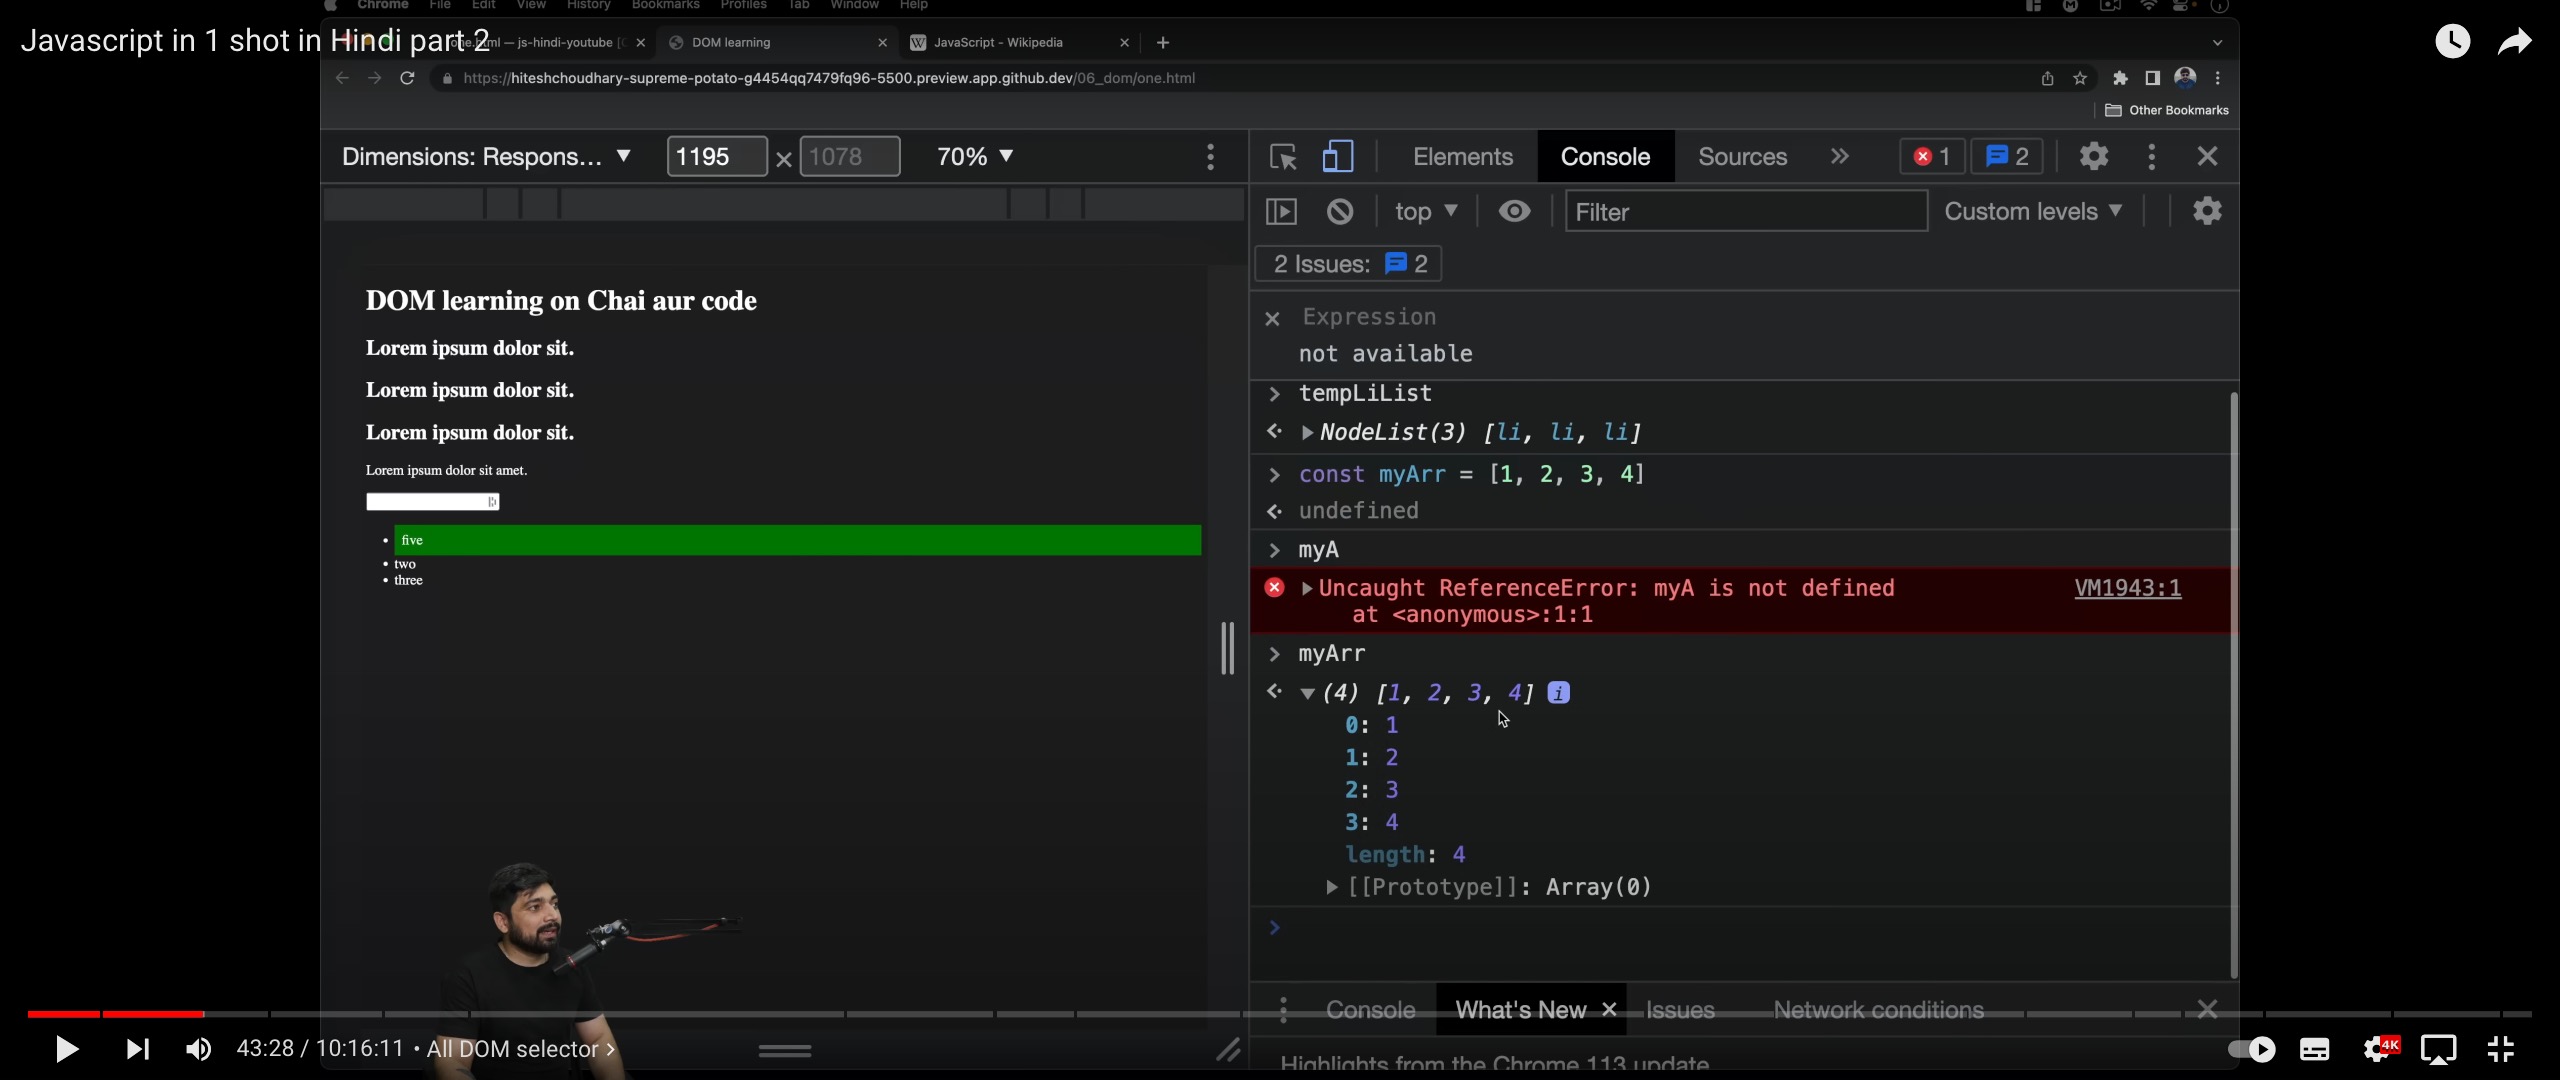 Chrome File Edit View History Bookmarks Profiles Tab Window Help
Javascript in 1 shot in Hindi part 2
one.html — js-hindi-youtube [C
DOM learning
JavaScript - Wikipedia
https://hiteshchoudhary-supreme-potato-g4454qq7479fq96-5500.preview.app.github.dev/06_dom/one.html
Other Bookmarks
Dimensions: Respons... ▼ 1195 × 1078 70% ▼
Elements Console Sources » 1 2
top ▼ Filter Custom levels ▼
2 Issues: 2
DOM learning on Chai aur code
Lorem ipsum dolor sit.
Lorem ipsum dolor sit.
Lorem ipsum dolor sit.
Lorem ipsum dolor sit amet.
• five
• two
• three
× Expression
not available
> tempLiList
NodeList(3) [li, li, li]
> const myArr = [1, 2, 3, 4]
undefined
> myA
Uncaught ReferenceError: myA is not defined VM1943:1
at <anonymous>:1:1
> myArr
(4) [1, 2, 3, 4] i
0: 1
1: 2
2: 3
3: 4
length: 4
[[Prototype]]: Array(0)
>
Console What's New × Issues Network conditions
Highlights from the Chrome 113 update
43:28 / 10:16:11 • All DOM selector >
4K